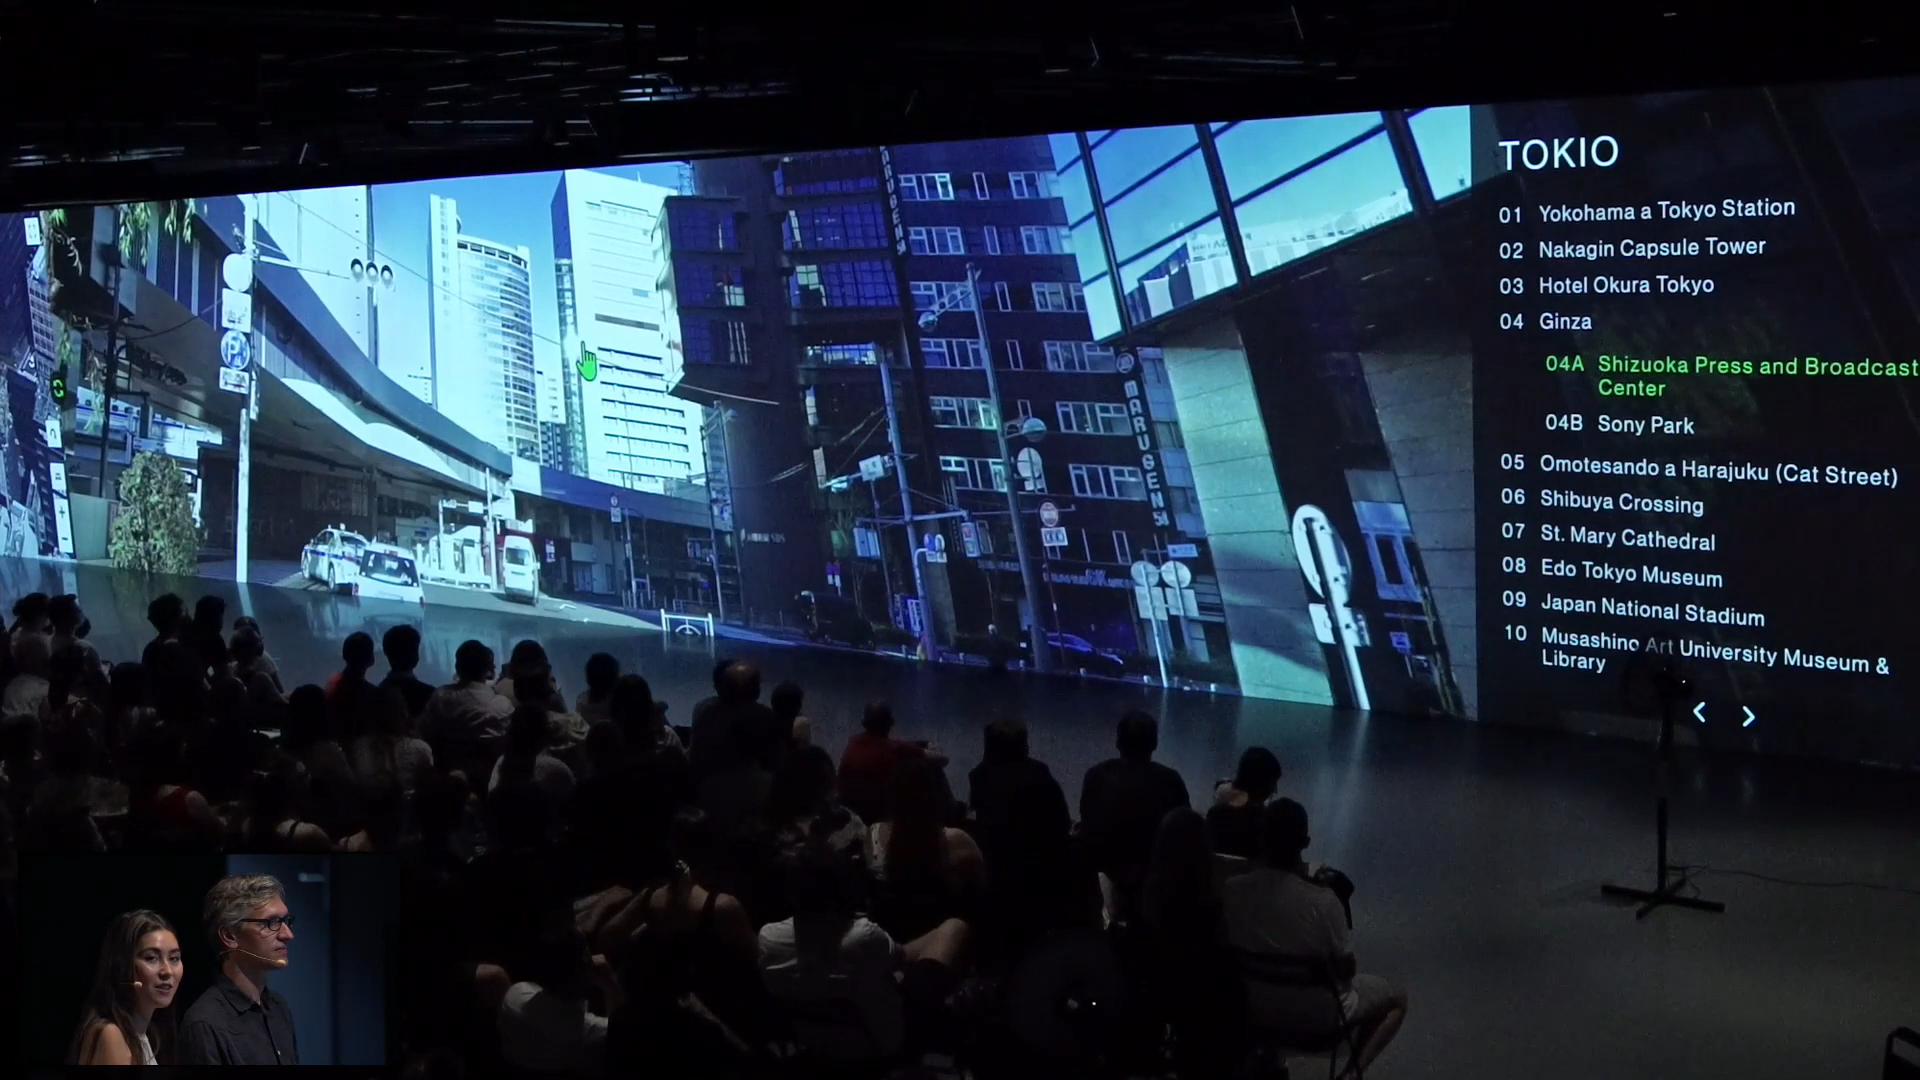 TOKIO
01 Yokohama a Tokyo Station
02 Nakagin Capsule Tower
03 Hotel Okura Tokyo
04 Ginza
04A Shizuoka Press and Broadcast
Center
04B Sony Park
05 Omotesando a Harajuku (Cat Street)
06 Shibuya Crossing
07 St. Mary Cathedral
08 Edo Tokyo Museum
09 Japan National Stadium
10 Musashino Art University Museum &
Library
MARUGEN
P